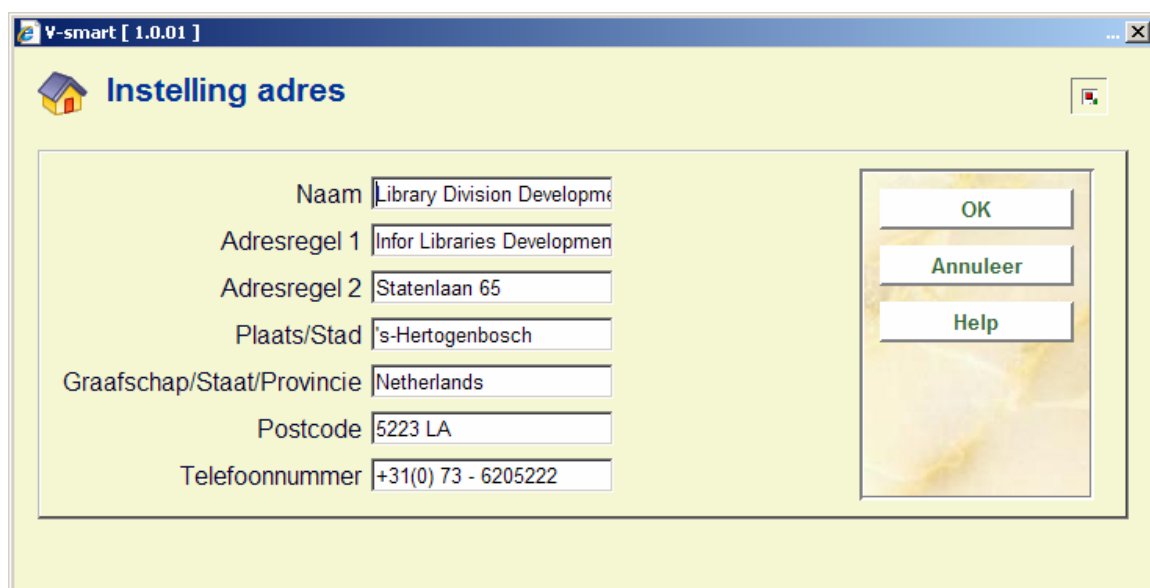 V-smart [ 1.0.01 ]
...
Instelling adres
Naam Library Division Developme
Adresregel 1 Infor Libraries Developmen
Adresregel 2 Statenlaan 65
Plaats/Stad 's-Hertogenbosch
Graafschap/Staat/Provincie Netherlands
Postcode 5223 LA
Telefoonnummer +31(0) 73 - 6205222
OK
Annuleer
Help